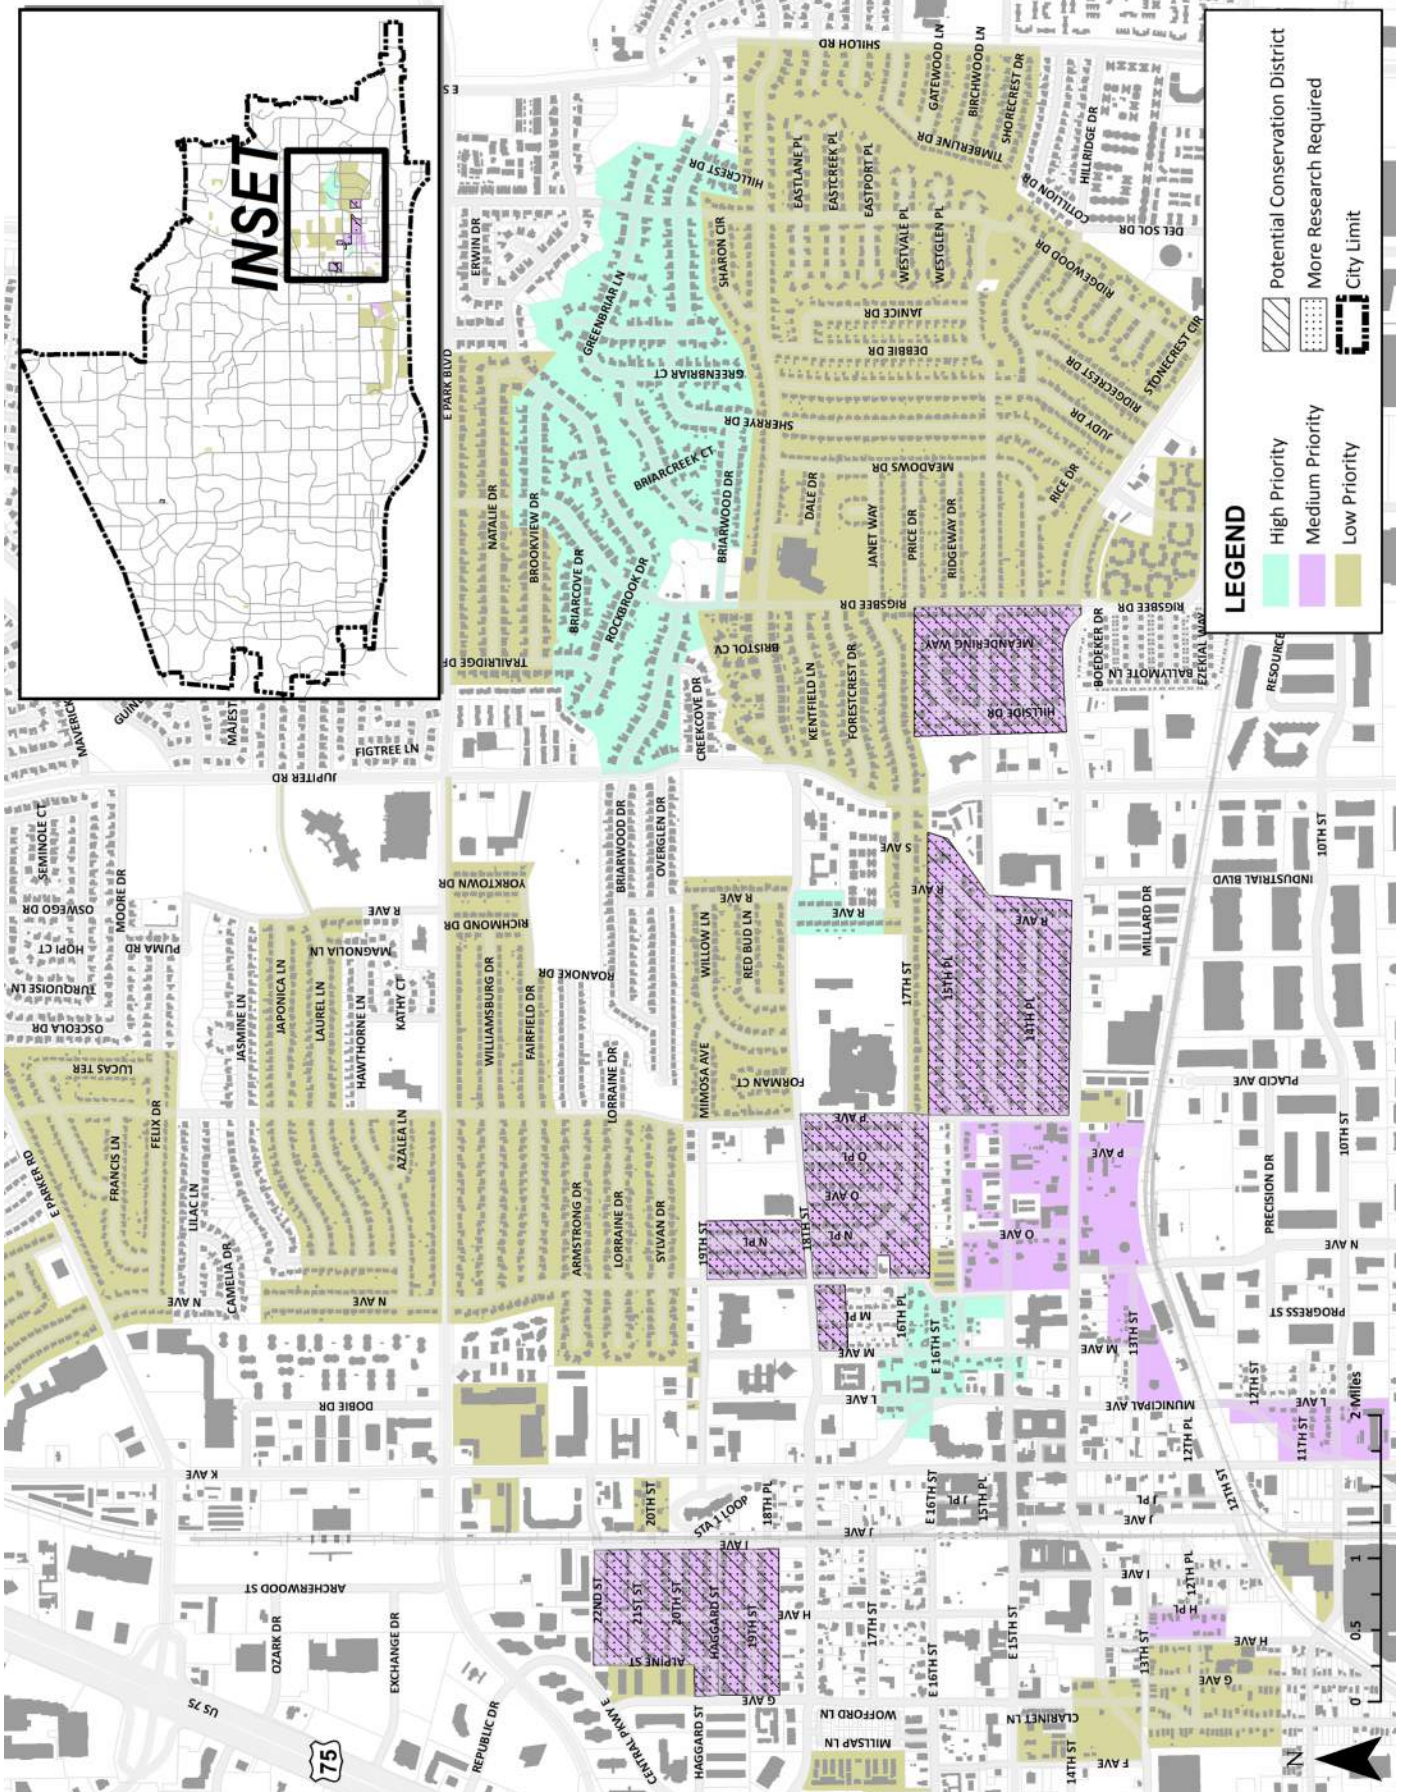 INSET
LEGEND
High Priority
Medium Priority
Low Priority
Potential Conservation District
More Research Required
City Limit
N
0
0.5
1
2 Miles
75
US 75
E PARKER RD
OZARK DR
ARCHERWOOD ST
EXCHANGE DR
REPUBLIC DR
CENTRAL PKWY E
K AVE
DOBIE DR
N AVE
CAMELIA DR
LILAC LN
FRANCIS LN
FELIX DR
LUCAS TER
OSCEOLA DR
TURQUOISE LN
HOPI CT
OSWEGO DR
SEMINOLE CT
MOORE DR
PUMA RD
JASMINE LN
JAPONICA LN
LAUREL LN
MAGNOLIA LN
HAWTHORNE LN
KATHY CT
AZALEA LN
N AVE
R AVE
JUPITER RD
FIGTREE LN
MAVERICK
MAJEST
E PARK BLVD
ERWIN DR
NATALIE DR
BROOKVIEW DR
TRAILRIDGE DR
BRIARCOVE DR
ROCKBROOK DR
GREENBRIAR LN
GREENBRIAR CT
BRIARCREEK CT
BRIARWOOD DR
SHERRYE DR
SHARON CIR
HILLCREST DR
SHILOH RD
CREEKCOVE DR
YORKTOWN DR
RICHMOND DR
WILLIAMSBURG DR
FAIRFIELD DR
ROANOKE DR
BRIARWOOD DR
OVERGLEN DR
LORRAINE DR
ARMSTRONG DR
LORRAINE DR
SYLVAN DR
MIMOSA AVE
WILLOW LN
RED BUD LN
FORMAN CT
R AVE
R AVE
22ND ST
21ST ST
20TH ST
HAGGARD ST
19TH ST
ALPINE ST
I AVE
G AVE
HAGGARD ST
20TH ST
STA 1 LOOP
18TH PL
19TH ST
N PL
18TH ST
N PL
O AVE
O PL
P AVE
M PL
M AVE
L AVE
16TH PL
E 16TH ST
17TH ST
S AVE
R AVE
15TH PL
14TH PL
R AVE
BRISTOL CV
KENTFIELD LN
FORESTCREST DR
RIGSBEE DR
MEANDERING WAY
HILLSIDE DR
BOEDEKER DR
BALLYMOTE LN
RIGSBEE DR
EZEKIAL WAY
DALE DR
JANET WAY
PRICE DR
RIDGEWAY DR
MEADOWS DR
RICE DR
JUDY DR
RIDGECREST DR
STONECREST CIR
RIDGEWOOD DR
DEBBIE DR
JANICE DR
EASTLANE PL
EASTCREEK PL
EASTPORT PL
WESTVALE PL
WESTGLEN PL
GATEWOOD LN
BIRCHWOOD LN
SHORECREST DR
TIMBERLINE DR
COTILLION DR
HILLRIDGE DR
DEL SOL DR
H AVE
J AVE
17TH ST
E 16TH ST
WOFFORD LN
MILLSAP LN
E 16TH ST
J PL
15TH PL
E 15TH ST
CLARINET LN
14TH ST
F AVE
13TH ST
G AVE
H AVE
H PL
12TH PL
I AVE
J AVE
J PL
12TH PL
12TH ST
MUNICIPAL AVE
M AVE
13TH ST
O AVE
P AVE
12TH ST
L AVE
11TH ST
PROGRESS ST
N AVE
PRECISION DR
10TH ST
PLACID AVE
MILLARD DR
INDUSTRIAL BLVD
10TH ST
RESOURCE